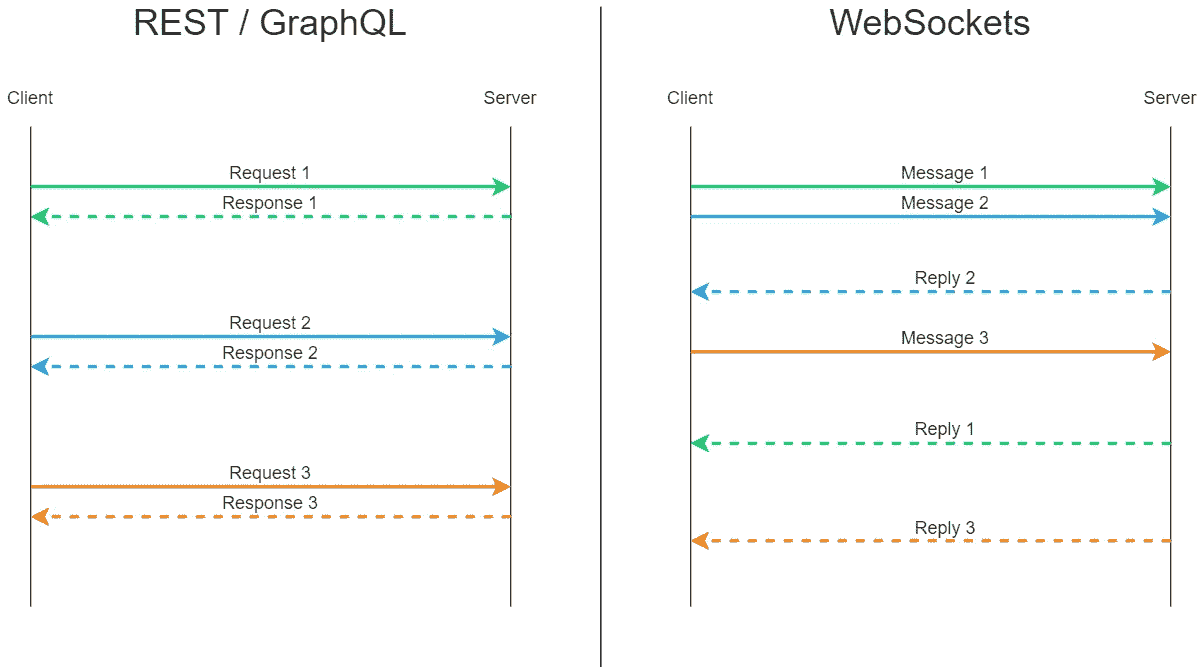 REST / GraphQL
Client
Server
Request 1
Response 1
Request 2
Response 2
Request 3
Response 3
WebSockets
Client
Server
Message 1
Message 2
Reply 2
Message 3
Reply 1
Reply 3